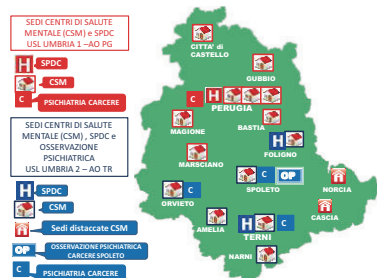 SEDI CENTRI DI SALUTE
MENTALE (CSM) e SPDC
USL UMBRIA 1 –AO PG
H SPDC
CSM
C PSICHIATRIA CARCERE
SEDI CENTRI DI SALUTE
MENTALE (CSM) , SPDC e
OSSERVAZIONE
PSICHIATRICA
USL UMBRIA 2 –AO TR
H SPDC
CSM
Sedi distaccate CSM
OP OSSERVAZIONE PSICHIATRICA
CARCERE SPOLETO
C PSICHIATRIA CARCERE
CITTA' di
CASTELLO
GUBBIO
C H
PERUGIA
MAGIONE
BASTIA
H
FOLIGNO
MARSCIANO
C OP
SPOLETO
NORCIA
C
ORVIETO
CASCIA
AMELIA
H C
TERNI
NARNI